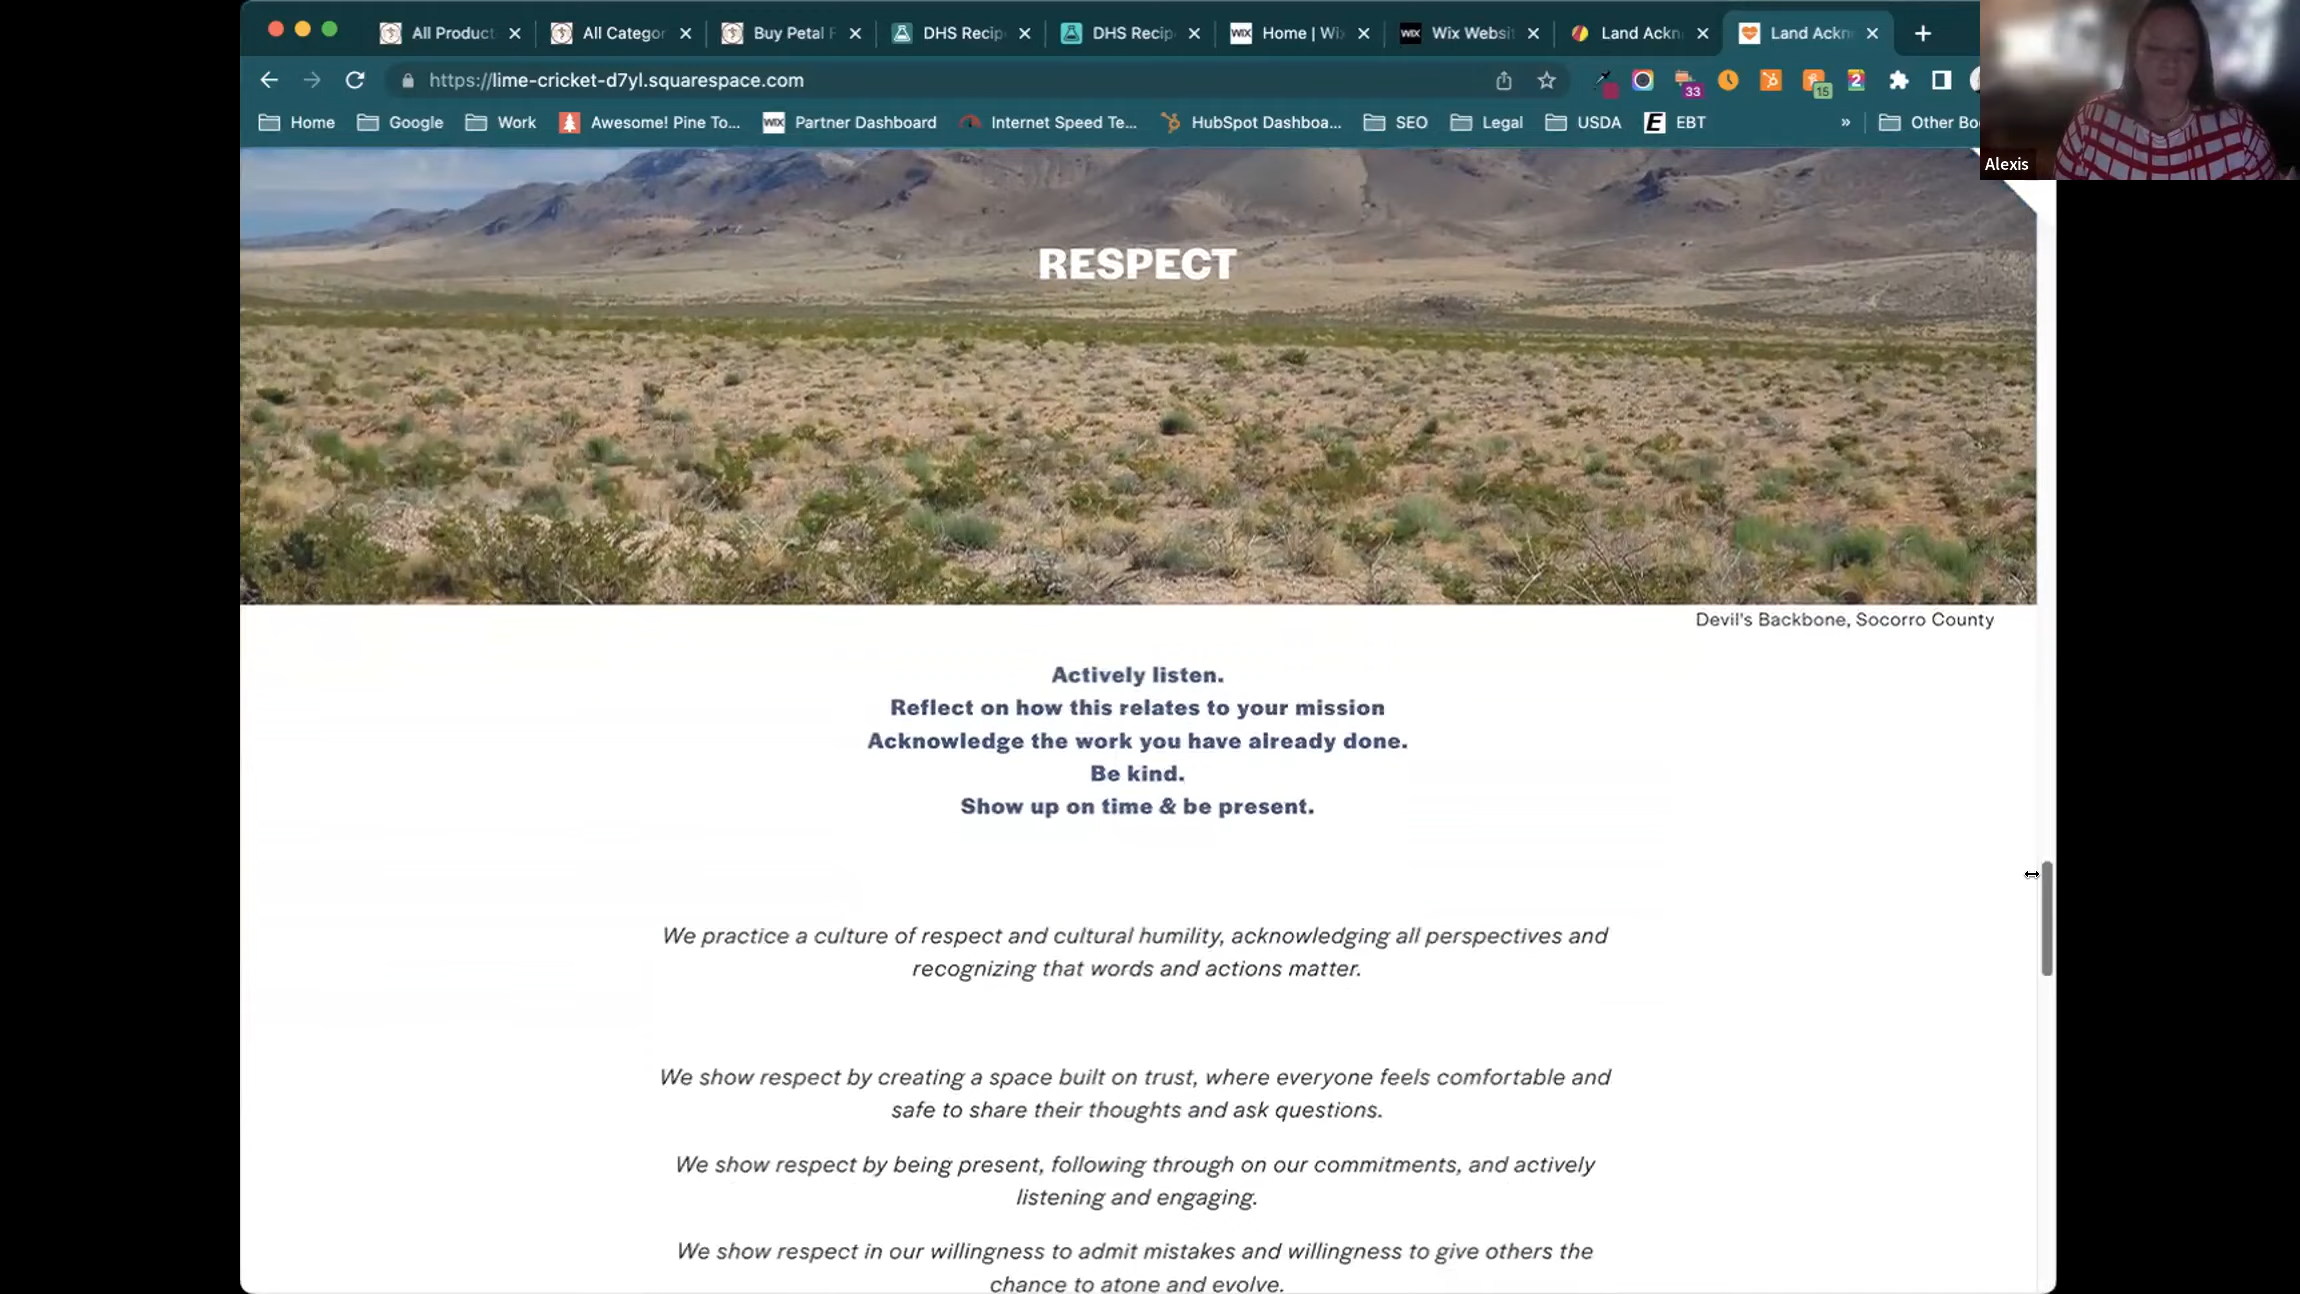 All Product
All Categor
Buy Petal F
DHS Recip
DHS Recip
WIX Home | Wix
WIX Wix Websit
Land Ackn
Land Ackn
https://lime-cricket-d7yl.squarespace.com
33
15
2
Home
Google
Work
Awesome! Pine To...
WIX Partner Dashboard
Internet Speed Te...
HubSpot Dashboa...
SEO
Legal
USDA
E EBT
»
Other Bo
Alexis
RESPECT
Devil's Backbone, Socorro County
Actively listen.
Reflect on how this relates to your mission
Acknowledge the work you have already done.
Be kind.
Show up on time & be present.
We practice a culture of respect and cultural humility, acknowledging all perspectives and
recognizing that words and actions matter.
We show respect by creating a space built on trust, where everyone feels comfortable and
safe to share their thoughts and ask questions.
We show respect by being present, following through on our commitments, and actively
listening and engaging.
We show respect in our willingness to admit mistakes and willingness to give others the
chance to atone and evolve.